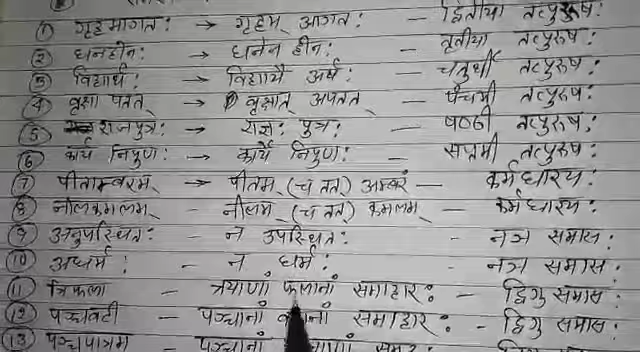 ① गृहमागतः → गृहम् आगतः – द्वितीया तत्पुरुषः
② धनहीनः → धनेन हीनः – तृतीया तत्पुरुषः
③ विद्यार्थः → विद्यायै अर्थः – चतुर्थी तत्पुरुषः
④ वृक्षा पतत् → वृक्षात् अपतत् – पंचमी तत्पुरुषः
⑤ राजपुत्रः → राज्ञः पुत्रः – षष्ठी तत्पुरुषः
⑥ कार्य निपुणः → कार्ये निपुणः – सप्तमी तत्पुरुषः
⑦ पीताम्बरम् → पीतम् (च तत्) अम्बरं – कर्मधारयः
⑧ नीलकमलम् – नीलम् (च तत्) कमलम् – कर्मधारयः
⑨ अनुपस्थितः – न उपस्थितः – नञ समासः
⑩ अधर्मः – न धर्मः – नञ समासः
⑪ त्रिफला – त्रयाणां फलानां समाहारः – द्विगु समासः
⑫ पञ्चवटी – पञ्चानां समाहारः – द्विगु समासः
⑬ पञ्चपात्रम – पञ्चानां